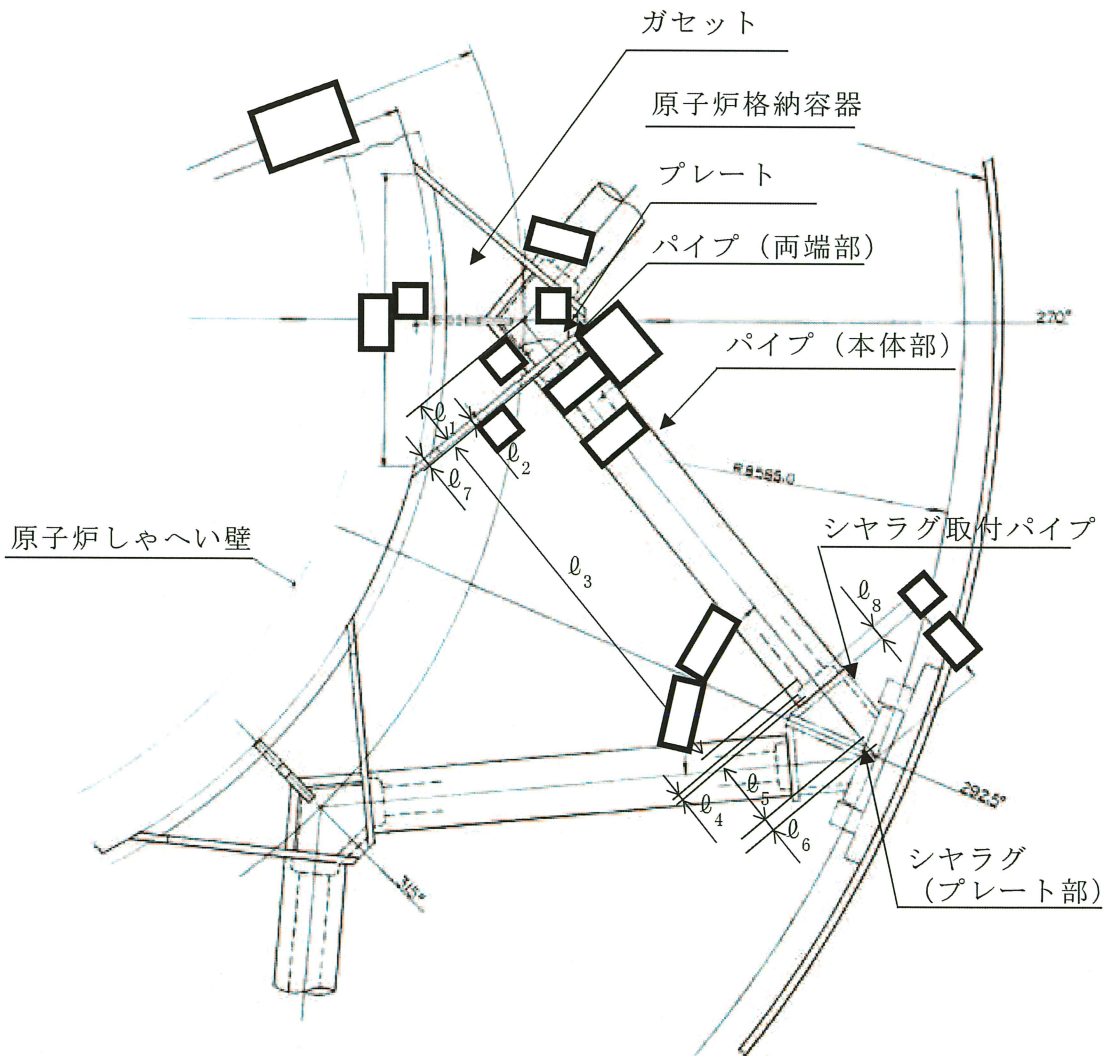 ガセット
原子炉格納容器
プレート
パイプ（両端部）
270°
パイプ（本体部）
ℓ1
ℓ2
ℓ7
R8585.0
原子炉しゃへい壁
シヤラグ取付パイプ
ℓ3
ℓ8
292.5°
ℓ5
ℓ4
ℓ6
シヤラグ
（プレート部）
315°